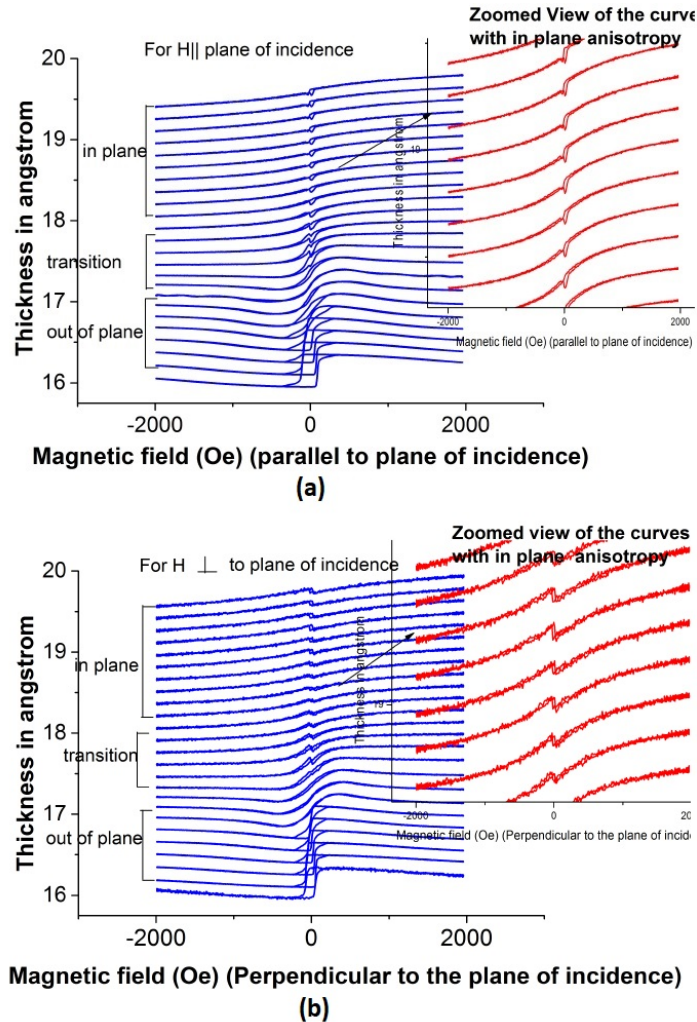 Zoomed View of the curve
with in plane anisotropy
For H|| plane of incidence
20
19
18
17
16
in plane
transition
out of plane
Thickness in angstrom
Thickness in angstrom
19
-2000
0
2000
Magnetic field (Oe) (parallel to plane of incidence)
-2000
0
2000
Magnetic field (Oe) (parallel to plane of incidence)
(a)
Zoomed view of the curves
with in plane anisotropy
For H ⊥ to plane of incidence
20
19
18
17
16
in plane
transition
out of plane
Thickness in angstrom
Thickness in angstrom
19
-2000
0
20
Magnetic field (Oe) (Perpendicular to the plane of incid
-2000
0
2000
Magnetic field (Oe) (Perpendicular to the plane of incidence)
(b)